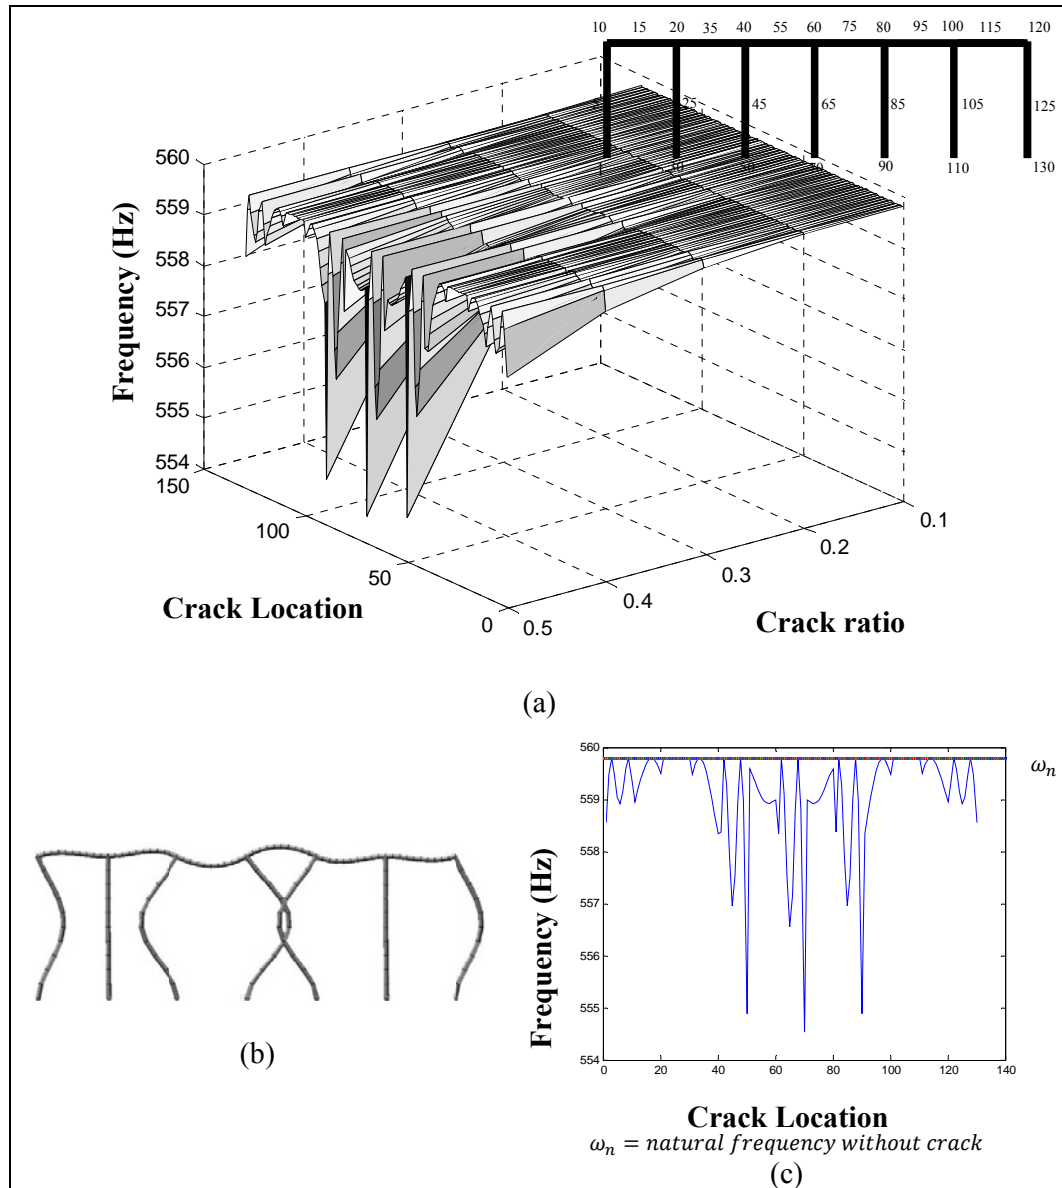 10 15 20 35 40 55 60 75 80 95 100 115 120
25 45 65 85 105 125
90 110 130
560
559
558
557
556
555
554
Frequency (Hz)
150
100
50
0
Crack Location
0.5
0.4
0.3
0.2
0.1
Crack ratio
(a)
(b)
560
559
558
557
556
555
554
Frequency (Hz)
0 20 40 60 80 100 120 140
ωn
Crack Location
ωn = natural frequency without crack
(c)